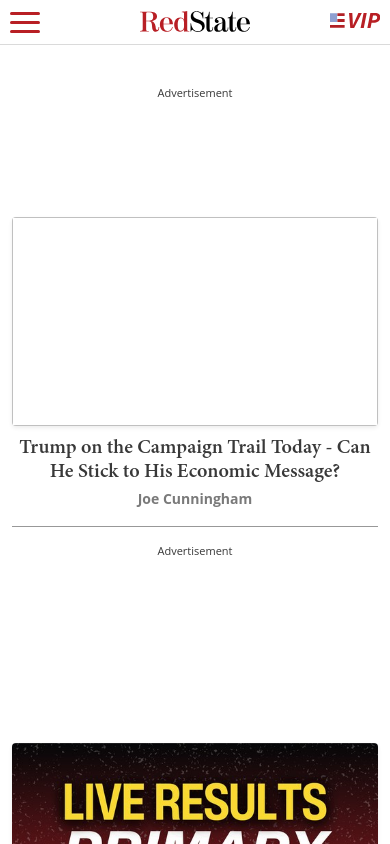 RedState
VIP
Advertisement
Trump on the Campaign Trail Today - Can
He Stick to His Economic Message?
Joe Cunningham
Advertisement
LIVE RESULTS
PRIMARY